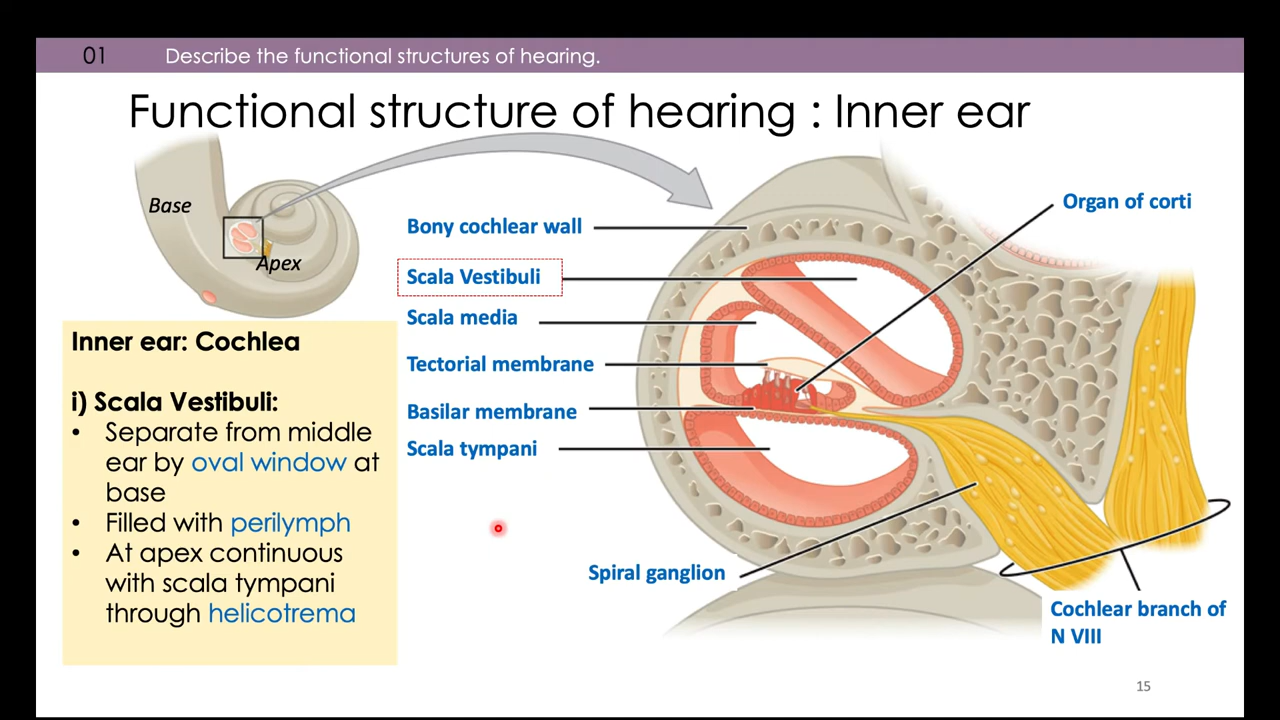 01
Describe the functional structures of hearing.
Functional structure of hearing : Inner ear
Base
Apex
Bony cochlear wall
Scala Vestibuli
Scala media
Tectorial membrane
Basilar membrane
Scala tympani
Organ of corti
Spiral ganglion
Cochlear branch of
N VIII
Inner ear: Cochlea
i) Scala Vestibuli:
• Separate from middle
ear by oval window at
base
• Filled with perilymph
• At apex continuous
with scala tympani
through helicotrema
15